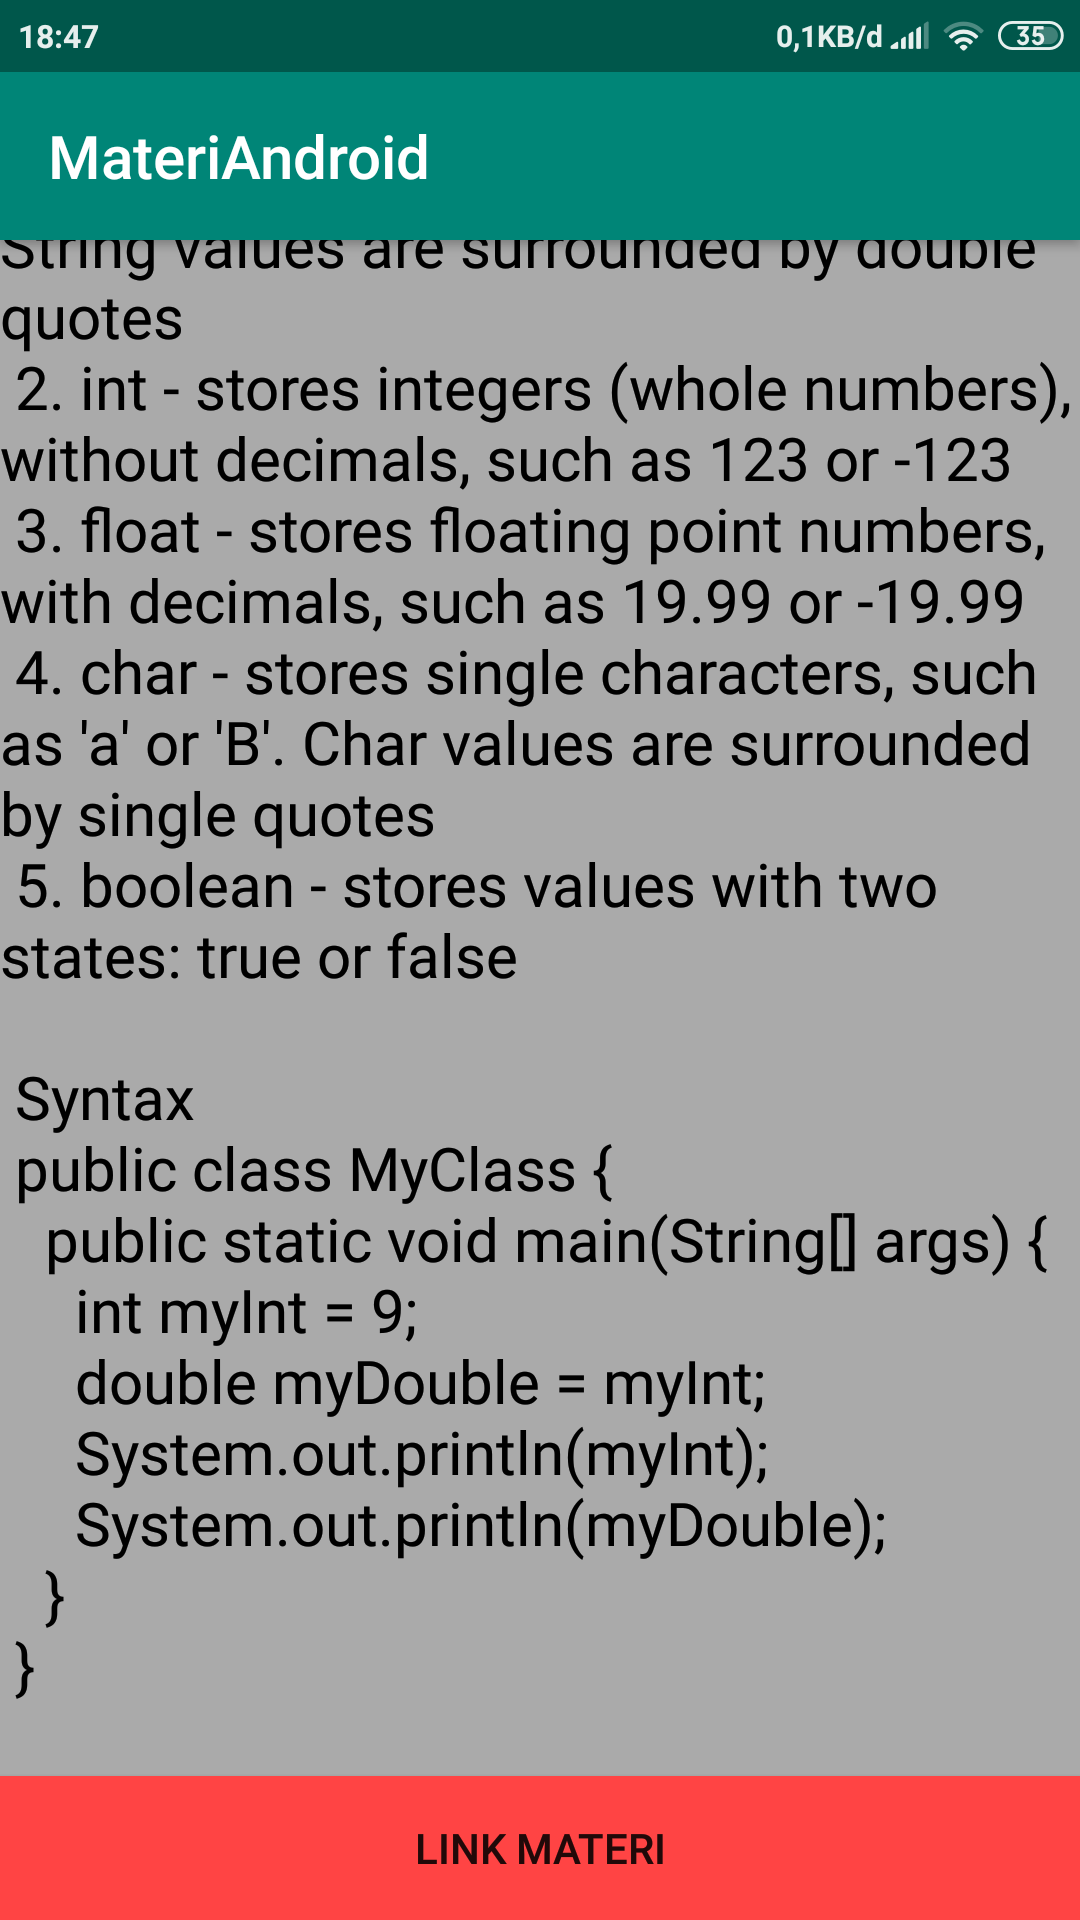 18:47 0,1KB/d 35
MateriAndroid
String values are surrounded by double
quotes
2. int - stores integers (whole numbers),
without decimals, such as 123 or -123
3. float - stores floating point numbers,
with decimals, such as 19.99 or -19.99
4. char - stores single characters, such
as 'a' or 'B'. Char values are surrounded
by single quotes
5. boolean - stores values with two
states: true or false
Syntax
public class MyClass {
public static void main(String[] args) {
int myInt = 9;
double myDouble = myInt;
System.out.println(myInt);
System.out.println(myDouble);
}
}
LINK MATERI